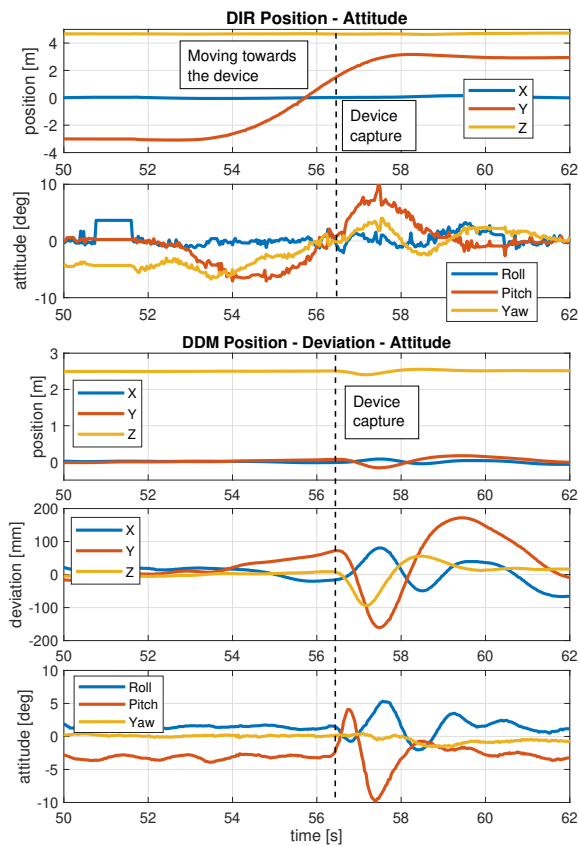 DIR Position - Attitude
position [m]
4
2
0
-2
-4
Moving towards
the device
Device
capture
X
Y
Z
50 52 54 56 58 60 62
attitude [deg]
10
0
-10
Roll
Pitch
Yaw
50 52 54 56 58 60 62
DDM Position - Deviation - Attitude
position [m]
3
2
1
0
X
Y
Z
Device
capture
50 52 54 56 58 60 62
deviation [mm]
200
100
0
-100
-200
X
Y
Z
50 52 54 56 58 60 62
attitude [deg]
10
5
0
-5
-10
Roll
Pitch
Yaw
50 52 54 56 58 60 62
time [s]